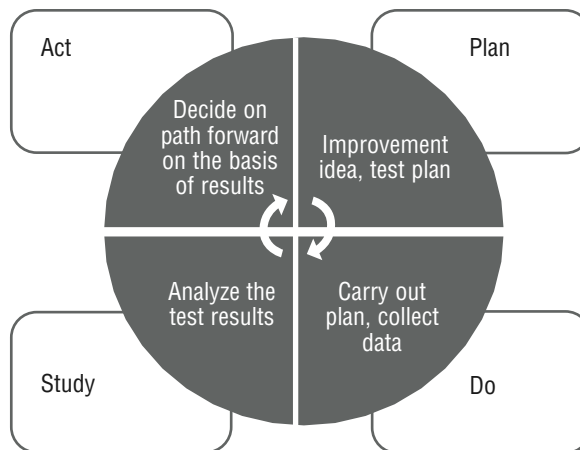 Act
Plan
Decide on
path forward
on the basis
of results
Improvement
idea, test plan
Analyze the
test results
Carry out
plan, collect
data
Study
Do